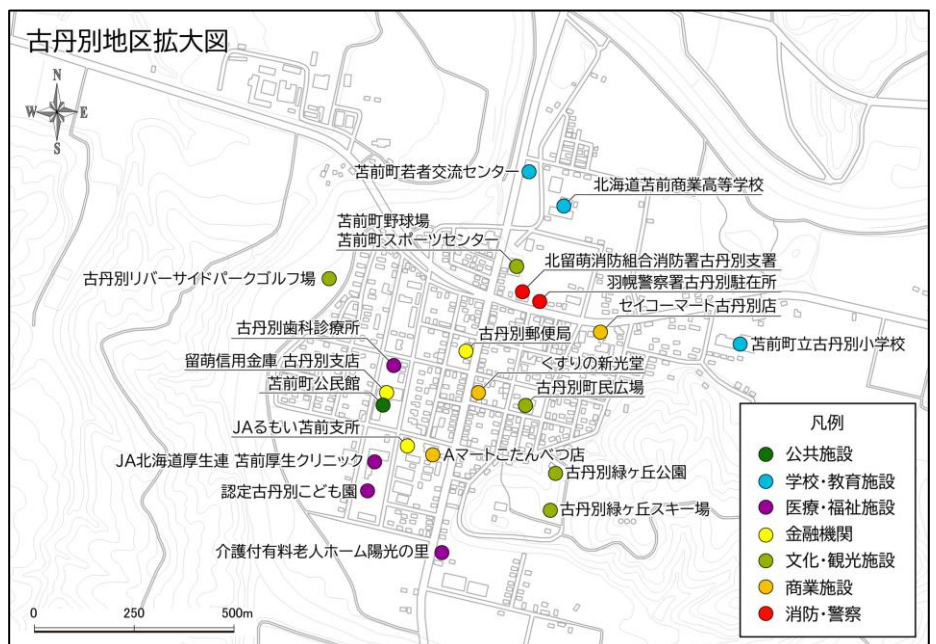 古丹別地区拡大図
N
W
E
S
苫前町若者交流センター
北海道苫前商業高等学校
苫前町野球場
苫前町スポーツセンター
北留萌消防組合消防署古丹別支署
古丹別リバーサイドパークゴルフ場
羽幌警察署古丹別駐在所
セイコーマート古丹別店
古丹別歯科診療所
古丹別郵便局
苫前町立古丹別小学校
留萌信用金庫 古丹別支店
くすりの新光堂
苫前町公民館
古丹別町民広場
JAるもい苫前支所
JA北海道厚生連 苫前厚生クリニック
Aマートこたんべつ店
古丹別緑ヶ丘公園
認定古丹別こども園
古丹別緑ヶ丘スキー場
介護付有料老人ホーム陽光の里
凡例
公共施設
学校・教育施設
医療・福祉施設
金融機関
文化・観光施設
商業施設
消防・警察
0 250 500m